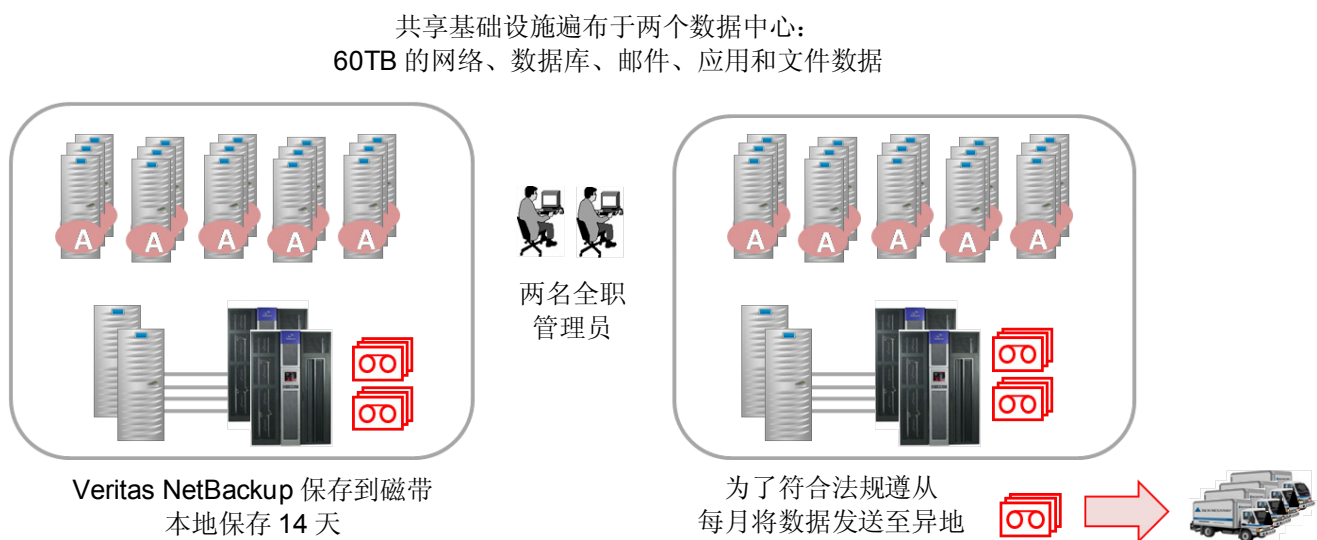 共享基础设施遍布于两个数据中心：
60TB 的网络、数据库、邮件、应用和文件数据
A A A A A
A A A A A
两名全职
管理员
Veritas NetBackup 保存到磁带
本地保存 14 天
为了符合法规遵从
每月将数据发送至异地